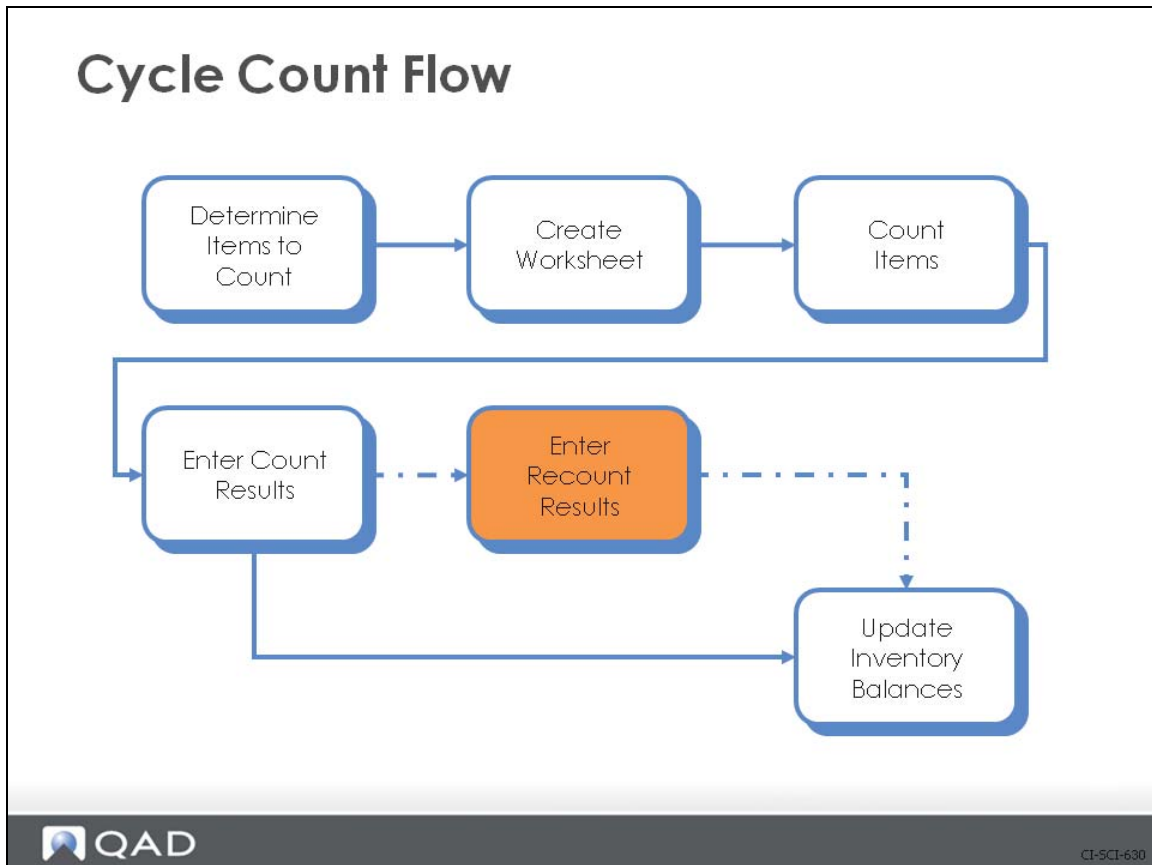 Cycle Count Flow
Determine
Items to
Count
Create
Worksheet
Count
Items
Enter Count
Results
Enter
Recount
Results
Update
Inventory
Balances
QAD
CI-SCI-630